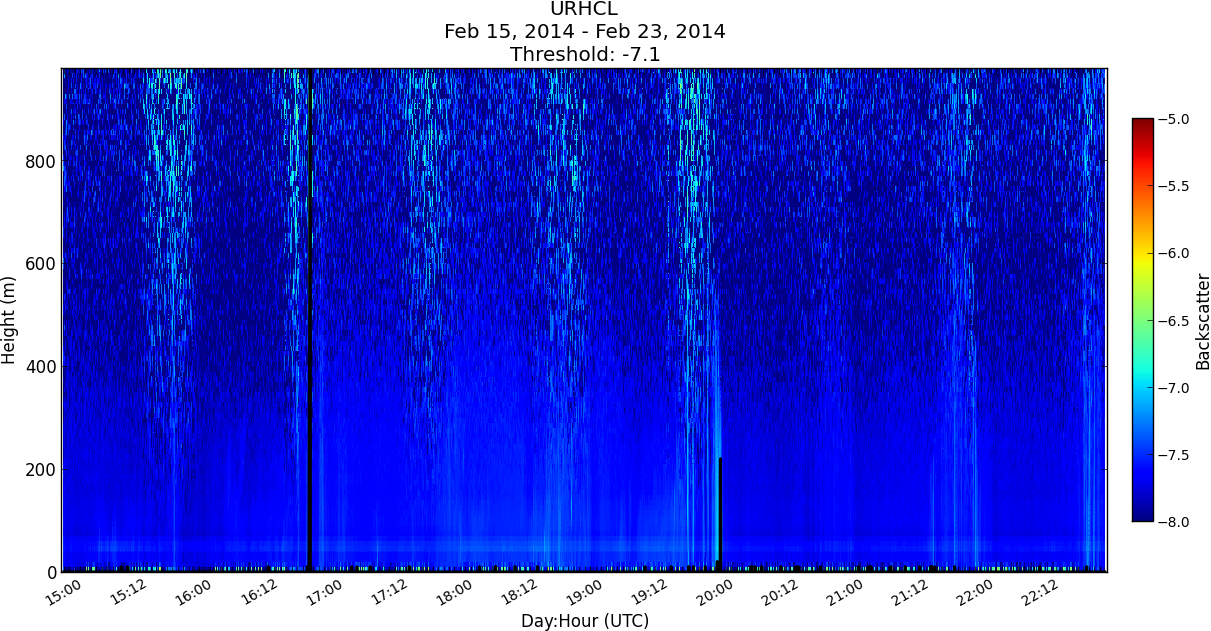 URHCL
Feb 15, 2014 - Feb 23, 2014
Threshold: -7.1
Height (m)
800
600
400
200
0
15:00 15:12 16:00 16:12 17:00 17:12 18:00 18:12 19:00 19:12 20:00 20:12 21:00 21:12 22:00 22:12
Day:Hour (UTC)
−5.0
−5.5
−6.0
−6.5
−7.0
−7.5
−8.0
Backscatter